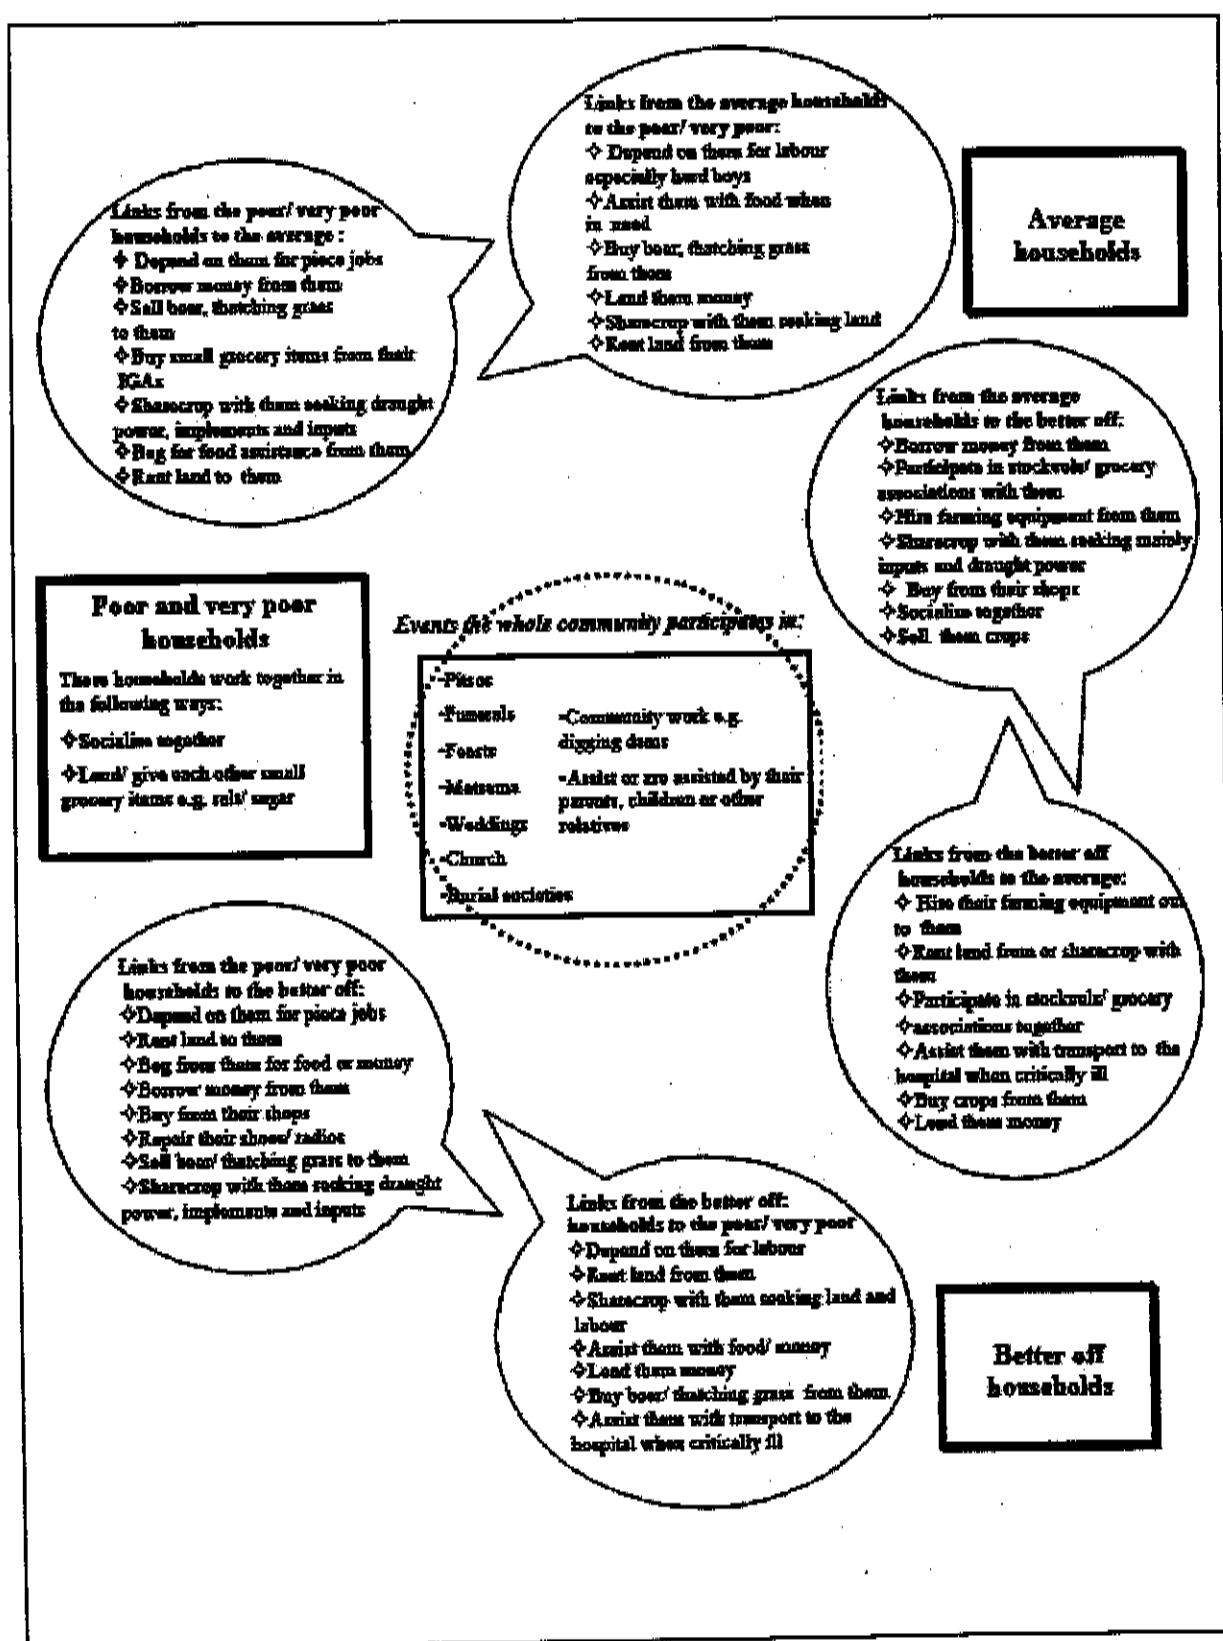 Links from the average households
to the poor/ very poor:
❖ Depend on them for labour
especially herd boys
❖Assist them with food when
in need
❖Buy beer, thatching grass
from them
❖Lend them money
❖Sharecrop with them seeking land
❖Rent land from them
Average
households
Links from the poor/ very poor
households to the average :
❖ Depend on them for piece jobs
❖Borrow money from them
❖Sell beer, thatching grass
to them
❖Buy small grocery items from their
IGAs
❖Sharecrop with them seeking draught
power, implements and inputs
❖Beg for food assistance from them
❖Rent land to them
Links from the average
households to the better off:
❖Borrow money from them
❖Participate in stockvels/ grocery
associations with them
❖Hire farming equipment from them
❖Sharecrop with them seeking mainly
inputs and draught power
❖ Buy from their shops
❖Socialise together
❖Sell them crops
Poor and very poor
households
These households work together in
the following ways:
❖Socialise together
❖Lend/ give each other small
grocery items e.g. salt/ sugar
Events the whole community participates in:
-Pitsos
-Funerals
-Feasts
-Matsema
-Weddings
-Church
-Burial societies
-Community work e.g.
digging dams
-Assist or are assisted by their
parents, children or other
relatives
Links from the better off
households to the average:
❖ Hire their farming equipment out
to them
❖Rent land from or sharecrop with
them
❖Participate in stockvels/ grocery
❖associations together
❖Assist them with transport to the
hospital when critically ill
❖Buy crops from them
❖Lend them money
Links from the poor/ very poor
households to the better off:
❖Depend on them for piece jobs
❖Rent land to them
❖Beg from them for food or money
❖Borrow money from them
❖Buy from their shops
❖Repair their shoes/ radios
❖Sell beer/ thatching grass to them
❖Sharecrop with them seeking draught
power, implements and inputs
Links from the better off:
households to the poor/ very poor
❖Depend on them for labour
❖Rent land from them
❖Sharecrop with them seeking land and
labour
❖Assist them with food/ money
❖Lend them money
❖Buy beer/ thatching grass from them
❖Assist them with transport to the
hospital when critically ill
Better off
households